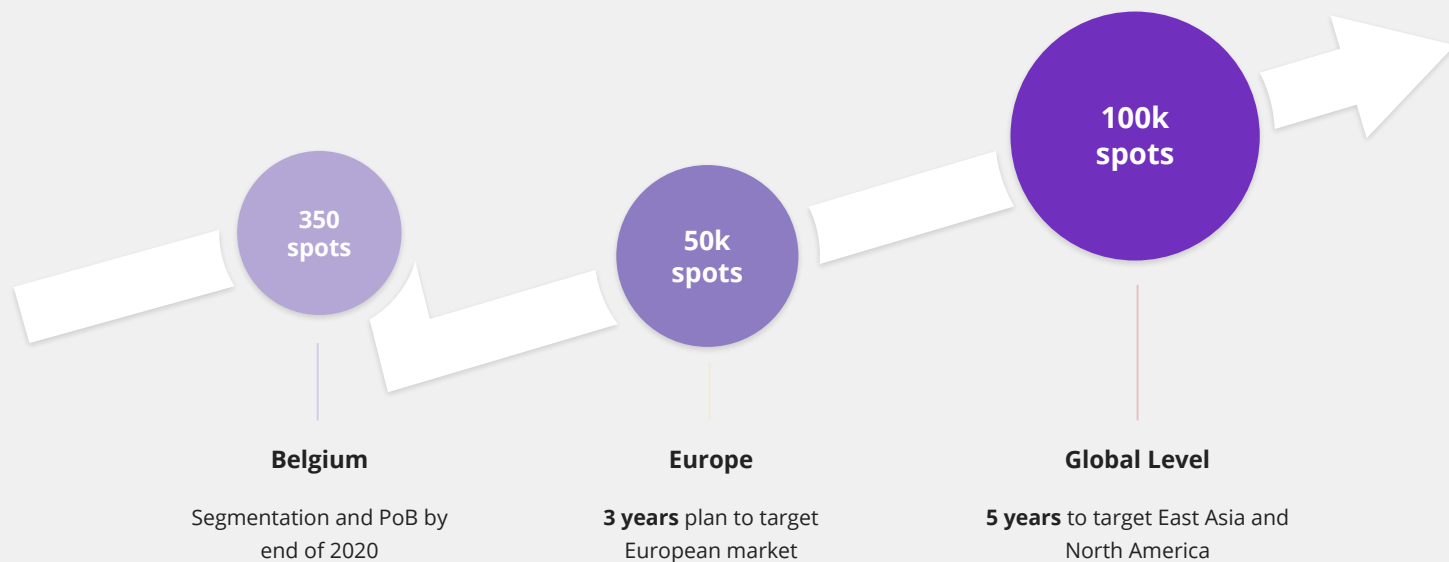 350
spots
50k
spots
100k
spots
Belgium
Segmentation and PoB by
end of 2020
Europe
3 years plan to target
European market
Global Level
5 years to target East Asia and
North America